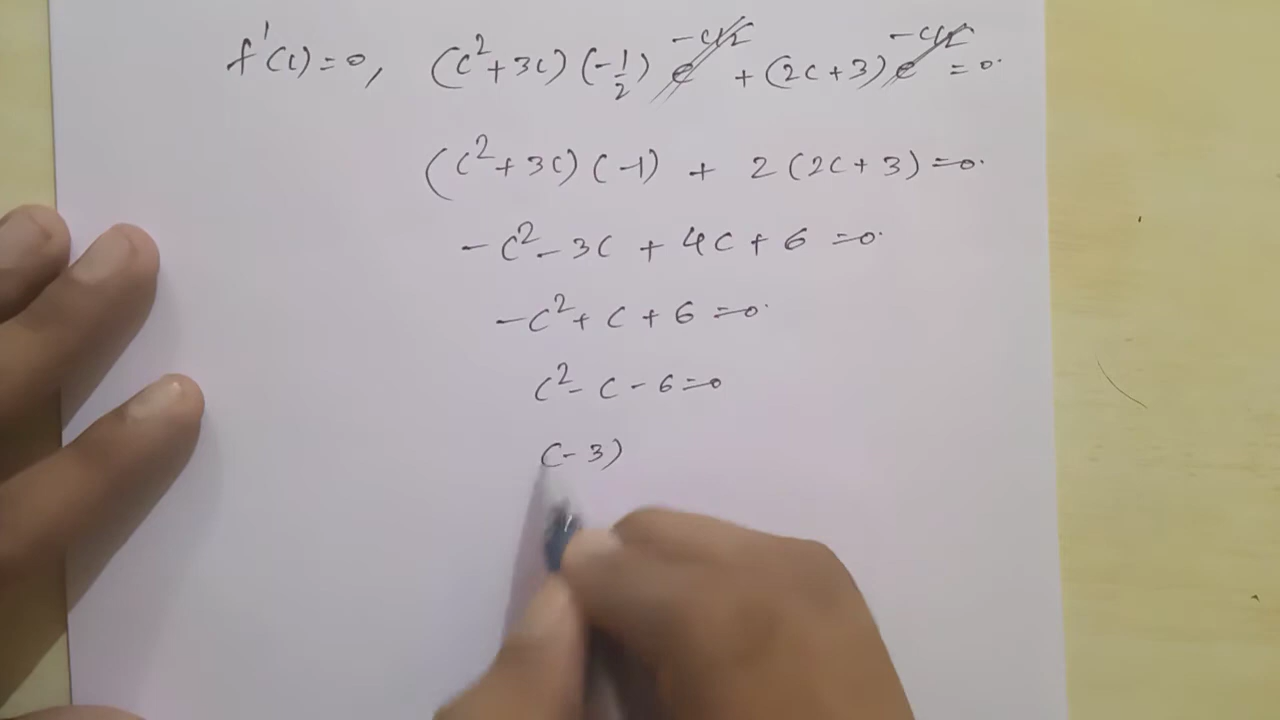 f'(c)=0, (c²+3c)(-1/2) e^(-c/2) + (2c+3) e^(-c/2) = 0.
(c²+3c)(-1) + 2(2c+3)=0.
-c²-3c+4c+6=0.
-c²+c+6=0.
c²-c-6=0
c-3)